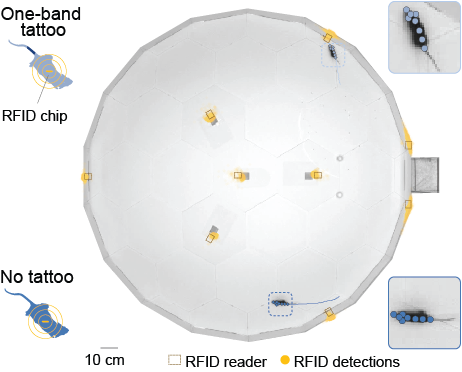 One-band
tattoo
RFID chip
No tattoo
10 cm
RFID reader
RFID detections